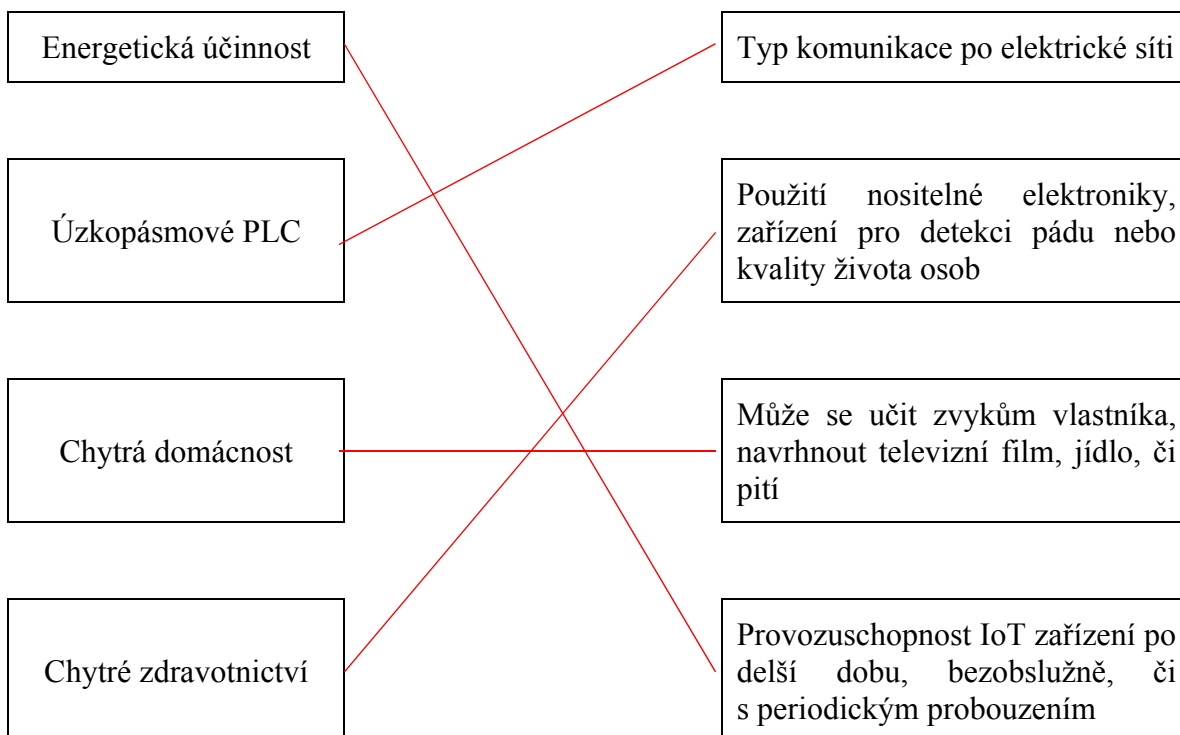 Energetická účinnost
Typ komunikace po elektrické síti
Úzkopásmové PLC
Použití nositelné elektroniky,
zařízení pro detekci pádu nebo
kvality života osob
Chytrá domácnost
Může se učit zvykům vlastníka,
navrhnout televizní film, jídlo, či
pití
Chytré zdravotnictví
Provozuschopnost IoT zařízení po
delší dobu, bezobslužně, či
s periodickým probouzením